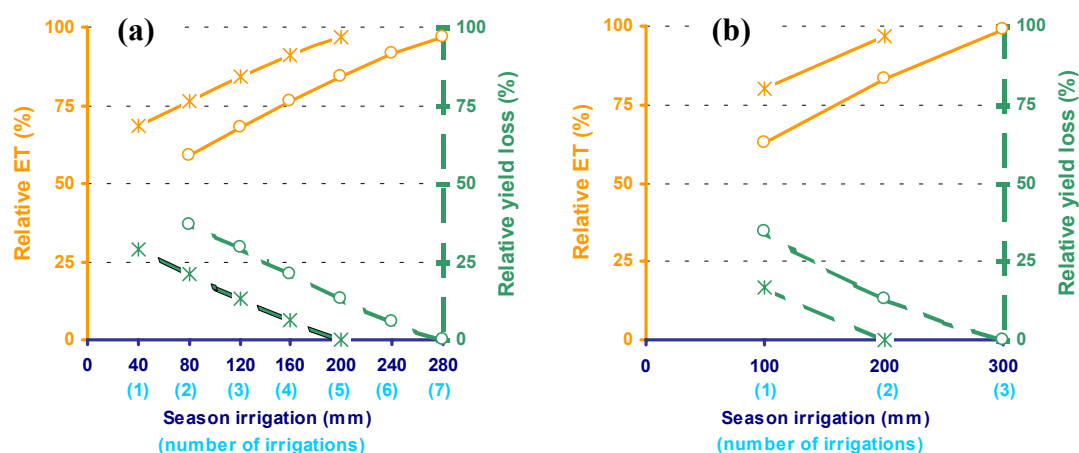 (a)
Relative ET (%)
100
75
50
25
0
Relative yield loss (%)
100
75
50
25
0
0 40 80 120 160 200 240 280
(1) (2) (3) (4) (5) (6) (7)
Season irrigation (mm)
(number of irrigations)
(b)
Relative ET (%)
100
75
50
25
0
Relative yield loss (%)
100
75
50
25
0
0 100 200 300
(1) (2) (3)
Season irrigation (mm)
(number of irrigations)